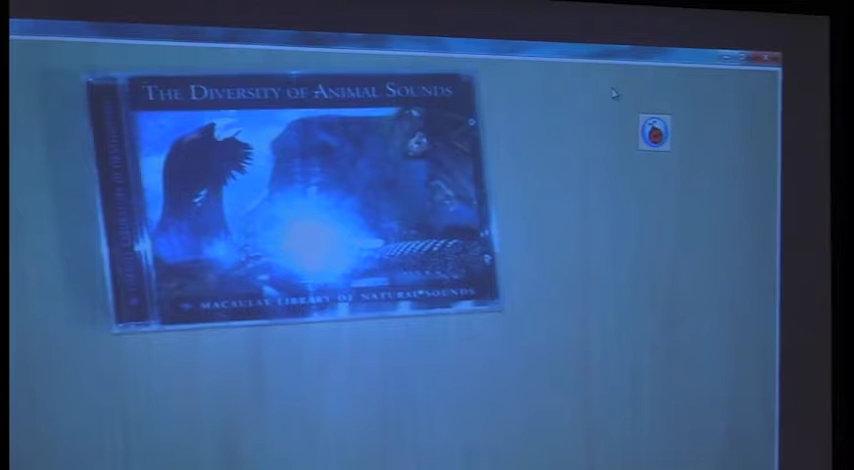 THE DIVERSITY OF ANIMAL SOUNDS
MACAULAY LIBRARY OF NATURAL SOUNDS